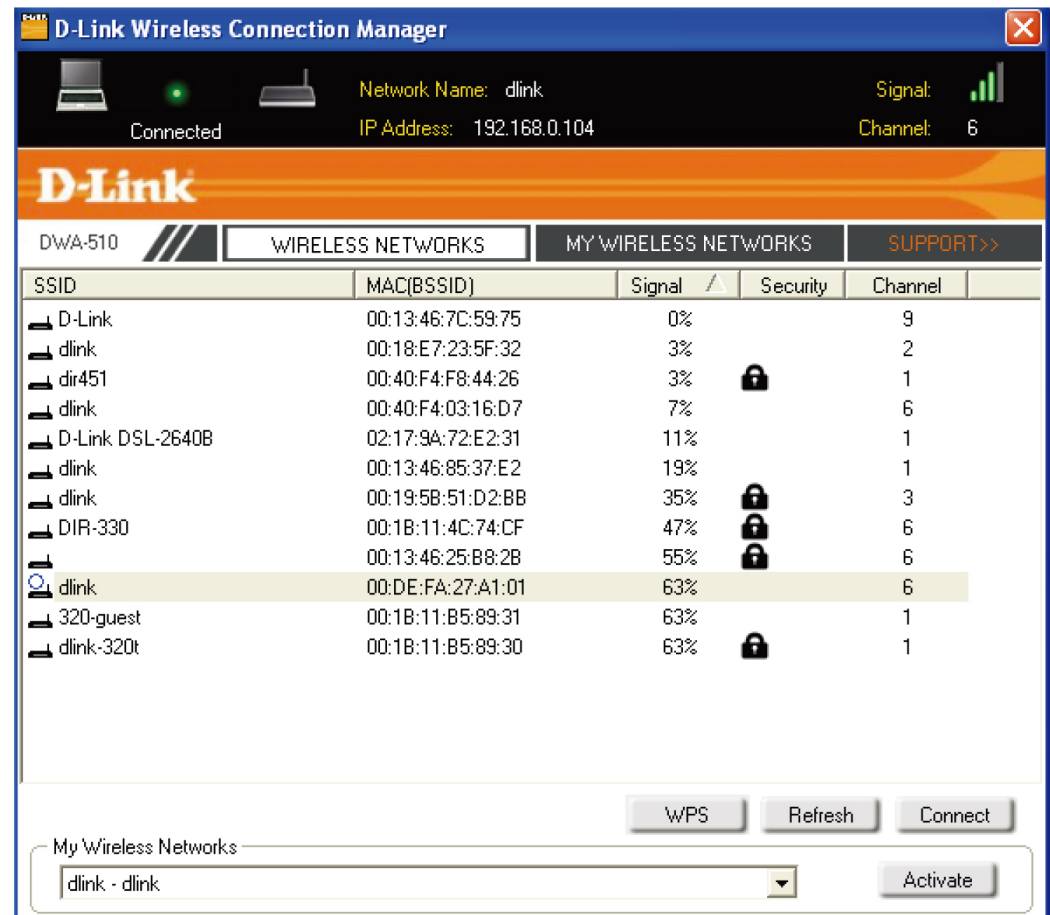 D-Link Wireless Connection Manager
Network Name: dlink Signal:
Connected IP Address: 192.168.0.104 Channel: 6
D-Link
DWA-510 WIRELESS NETWORKS MY WIRELESS NETWORKS SUPPORT>>
SSID MAC(BSSID) Signal Security Channel
D-Link 00:13:46:7C:59:75 0% 9
dlink 00:18:E7:23:5F:32 3% 2
dir451 00:40:F4:F8:44:26 3% 1
dlink 00:40:F4:03:16:D7 7% 6
D-Link DSL-2640B 02:17:9A:72:E2:31 11% 1
dlink 00:13:46:85:37:E2 19% 1
dlink 00:19:5B:51:D2:BB 35% 3
DIR-330 00:1B:11:4C:74:CF 47% 6
00:13:46:25:B8:2B 55% 6
dlink 00:DE:FA:27:A1:01 63% 6
320-guest 00:1B:11:B5:89:31 63% 1
dlink-320t 00:1B:11:B5:89:30 63% 1
WPS Refresh Connect
My Wireless Networks
dlink - dlink Activate